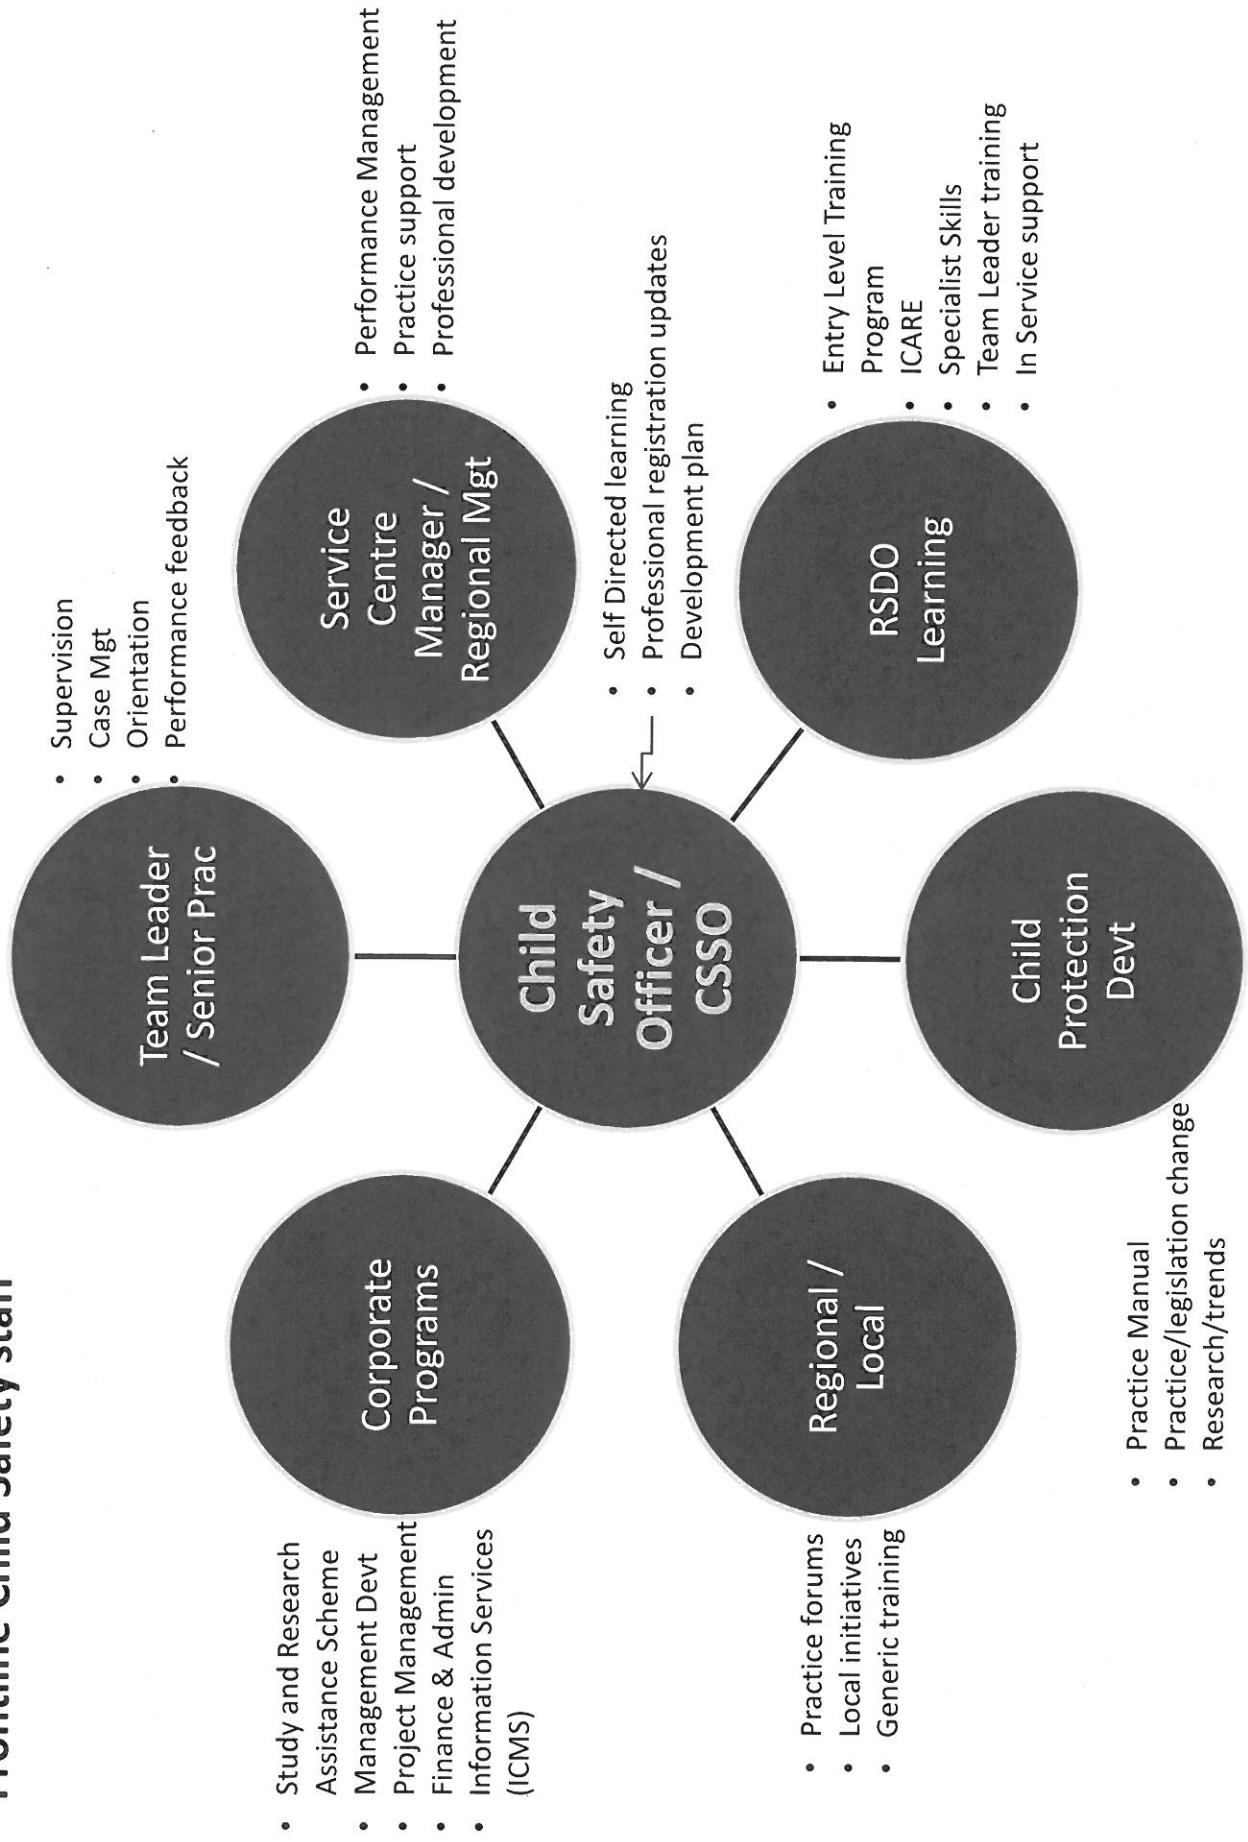 Frontline Child Safety staff
Team Leader
/ Senior Prac
• Supervision
• Case Mgt
• Orientation
• Performance feedback
Service
Centre
Manager /
Regional Mgt
• Performance Management
• Practice support
• Professional development
• Study and Research
Assistance Scheme
• Management Devt
• Project Management
• Finance & Admin
• Information Services
(ICMS)
Corporate
Programs
Child
Safety
Officer /
CSSO
• Self Directed learning
• Professional registration updates
• Development plan
RSDO
Learning
• Entry Level Training
Program
• ICARE
• Specialist Skills
• Team Leader training
• In Service support
• Practice forums
• Local initiatives
• Generic training
Regional /
Local
Child
Protection
Devt
• Practice Manual
• Practice/legislation change
• Research/trends